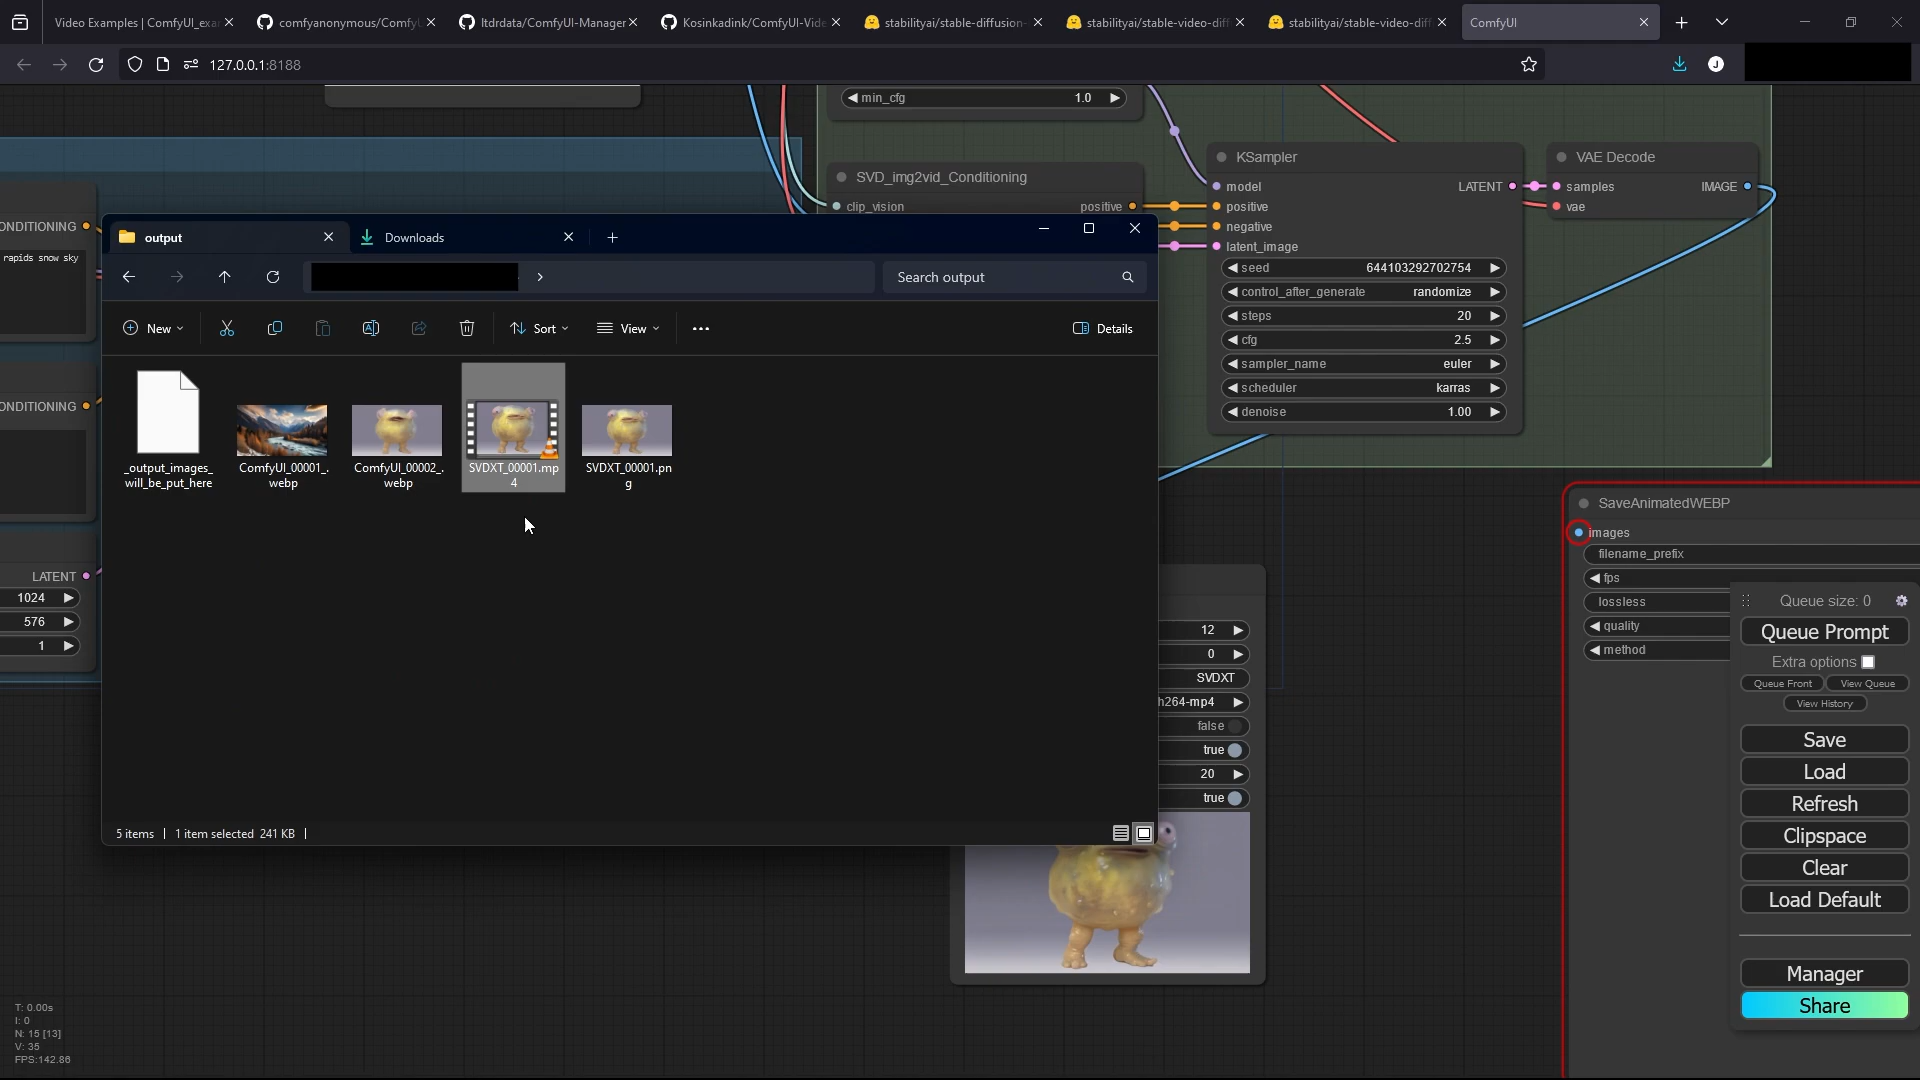 Video Examples | ComfyUI_exa
comfyanonymous/Comfy
ltdrdata/ComfyUI-Manager
Kosinkadink/ComfyUI-Vide
stabilityai/stable-diffusion-
stabilityai/stable-video-diff
stabilityai/stable-video-diff
ComfyUI
127.0.0.1:8188
J
min_cfg 1.0
KSampler
VAE Decode
SVD_img2vid_Conditioning
model LATENT
samples IMAGE
clip_vision positive
positive
vae
ONDITIONING
negative
output
Downloads
latent_image
rapids snow sky
seed 644103292702754
Search output
control_after_generate randomize
steps 20
New
Sort
View
Details
cfg 2.5
sampler_name euler
scheduler karras
ONDITIONING
denoise 1.00
_output_images_
will_be_put_here
ComfyUI_00001_.
webp
ComfyUI_00002_.
webp
SVDXT_00001.mp
4
SVDXT_00001.pn
g
SaveAnimatedWEBP
images
filename_prefix
LATENT
fps
1024
lossless
Queue size: 0
576
quality
12
Queue Prompt
1
method
0
Extra options
SVDXT
Queue Front
View Queue
h264-mp4
View History
false
true
Save
20
Load
true
Refresh
5 items
1 item selected 241 KB
Clipspace
Clear
Load Default
Manager
Share
T: 0.00s
I: 0
N: 15 [13]
V: 35
FPS:142.86